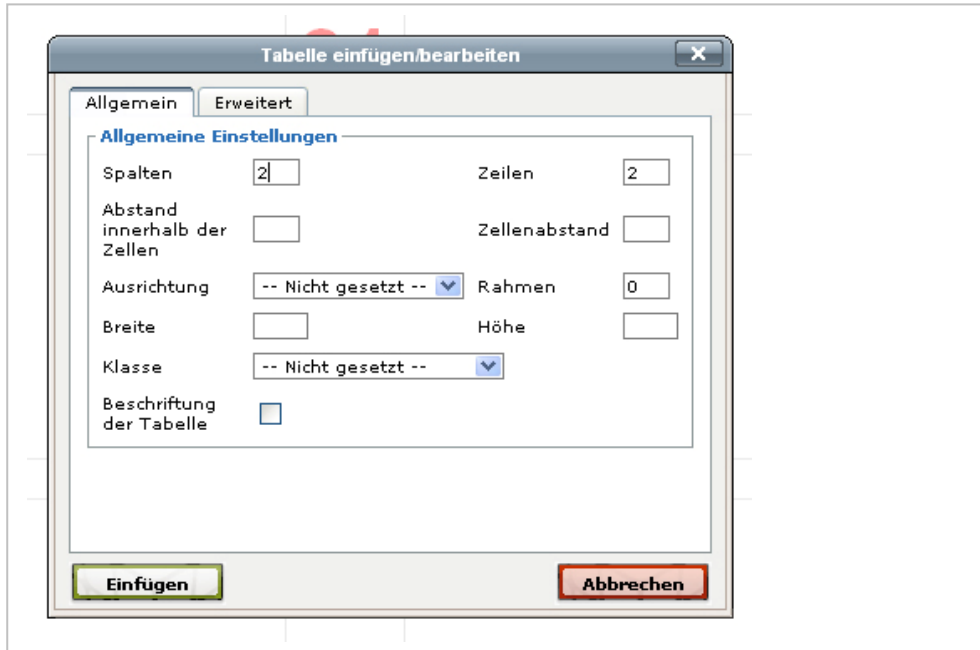 Tabelle einfügen/bearbeiten
Allgemein Erweitert
Allgemeine Einstellungen
Spalten 2 Zeilen 2
Abstand
innerhalb der
Zellen
Zellenabstand
Ausrichtung -- Nicht gesetzt -- Rahmen 0
Breite Höhe
Klasse -- Nicht gesetzt --
Beschriftung
der Tabelle
Einfügen Abbrechen